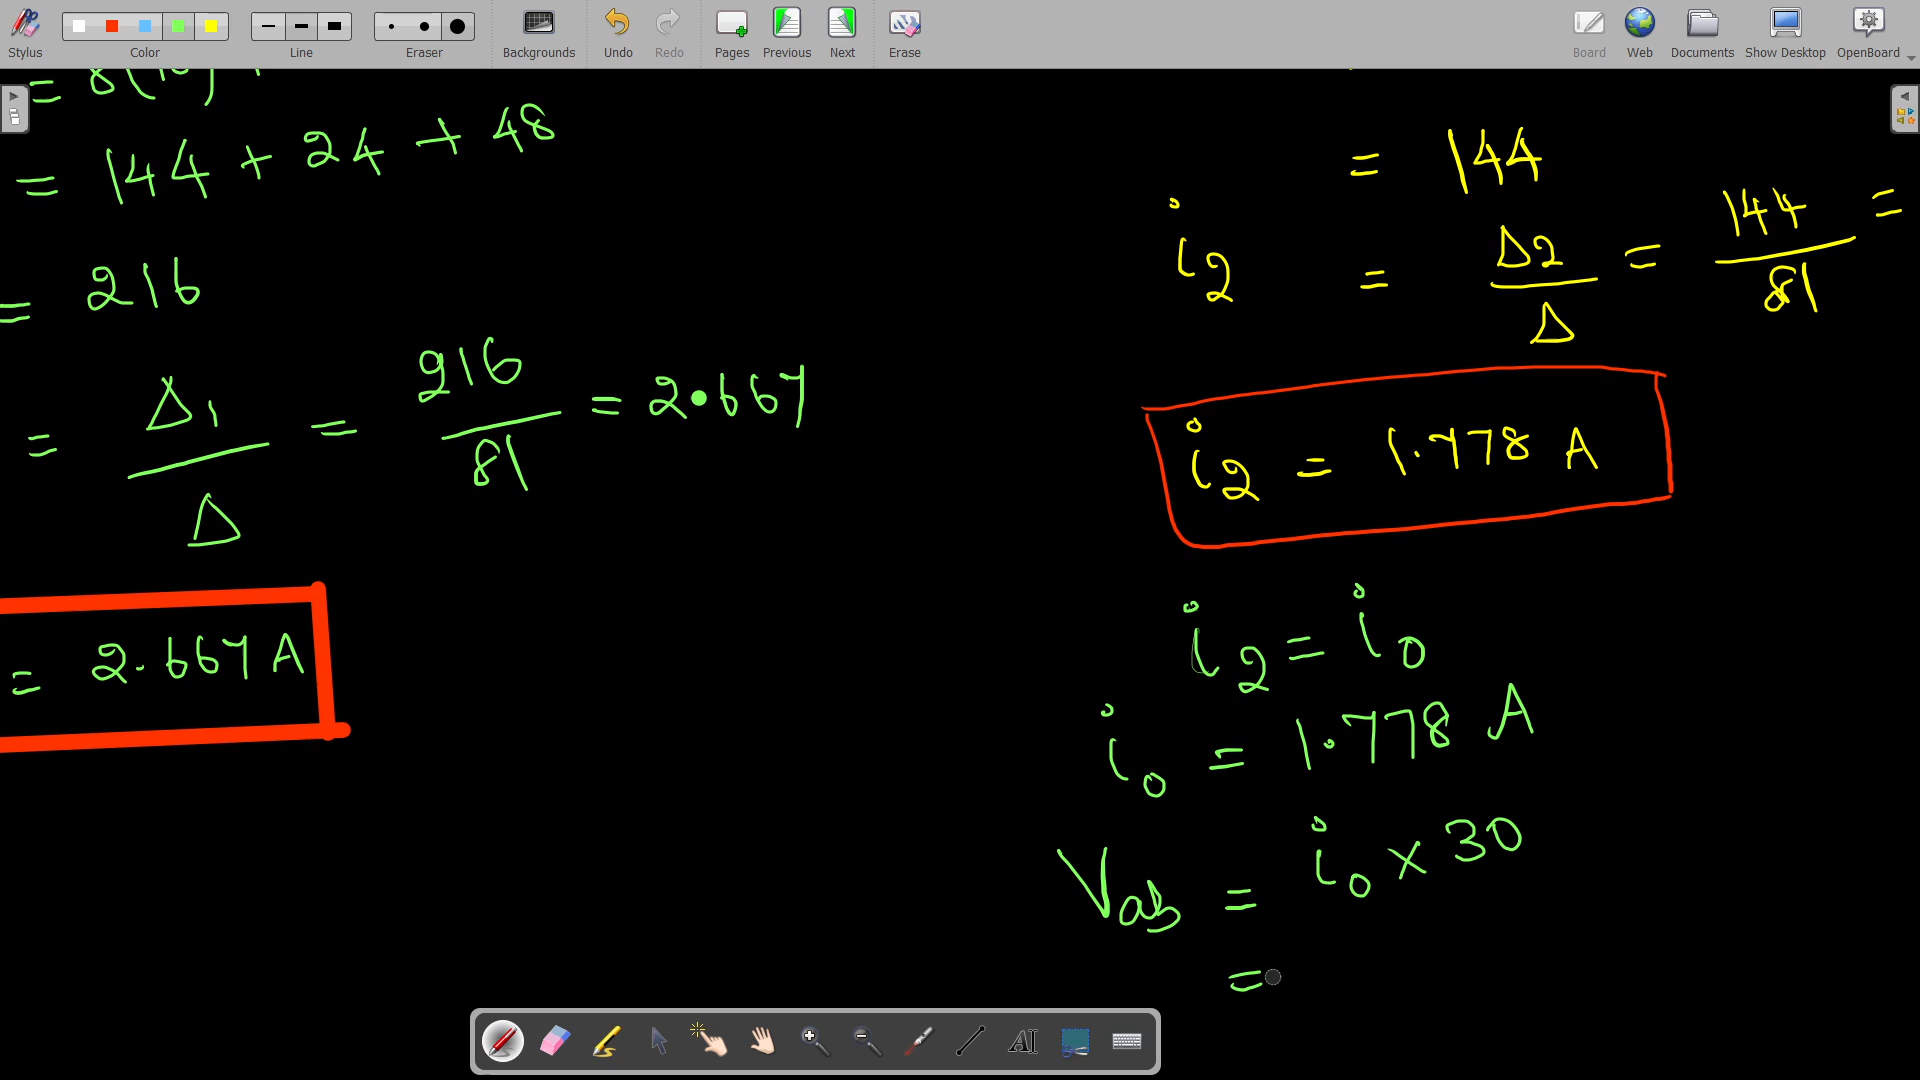 Stylus
Color
Line
Eraser
Backgrounds
Undo
Redo
Pages
Previous
Next
Erase
Board
Web
Documents
Show Desktop
OpenBoard
= 8(
= 144 + 24 + 48
= 216
= Δ1/Δ = 216/81 = 2.667
= 2.667 A
= 144
i2 = Δ2/Δ = 144/81 =
i2 = 1.778 A
i2 = i0
i0 = 1.778 A
Vab = i0 × 30
=
AI